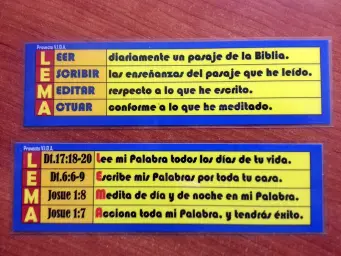 Proyecto V.I.D.A.
LEER diariamente un pasaje de la Biblia.
ESCRIBIR las enseñanzas del pasaje que he leído.
MEDITAR respecto a lo que he escrito.
ACTUAR conforme a lo que he meditado.
Proyecto V.I.D.A.
L Dt.17:18-20 Lee mi Palabra todos los días de tu vida.
E Dt.6:6-9 Escribe mis Palabras por toda tu casa.
M Josue 1:8 Medita de día y de noche en mi Palabra.
A Josue 1:7 Acciona toda mi Palabra, y tendrás éxito.